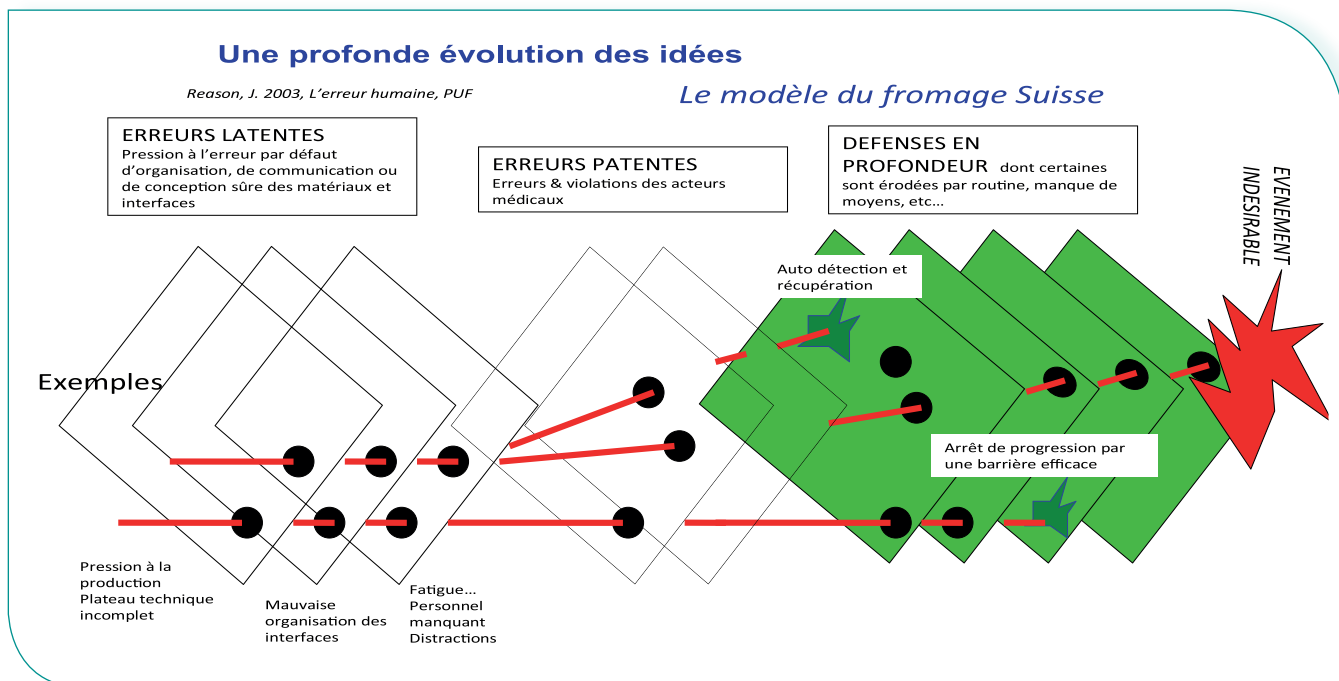 Une profonde évolution des idées
Reason, J. 2003, L'erreur humaine, PUF
Le modèle du fromage Suisse
ERREURS LATENTES
Pression à l'erreur par défaut
d'organisation, de communication ou
de conception sûre des matériaux et
interfaces
ERREURS PATENTES
Erreurs & violations des acteurs
médicaux
DEFENSES EN
PROFONDEUR dont certaines
sont érodées par routine, manque de
moyens, etc...
EVENEMENT
INDESIRABLE
Auto détection et
récupération
Exemples
Arrêt de progression par
une barrière efficace
Pression à la
production
Plateau technique
incomplet
Mauvaise
organisation des
interfaces
Fatigue...
Personnel
manquant
Distractions